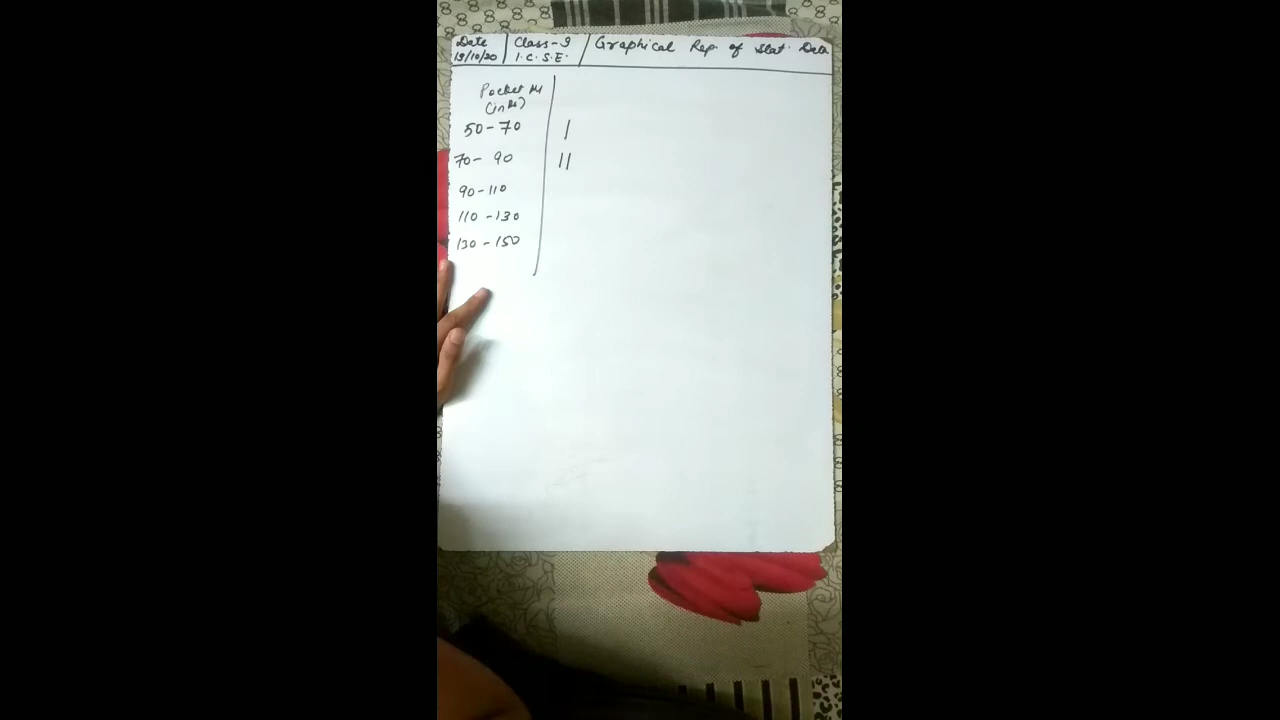 Date
13/10/20
Class-9
I.C.S.E.
Graphical Rep. of Stat. Data
Pocket M
(in Rs)
50-70 |
70-90 ||
90-110
110-130
130-150